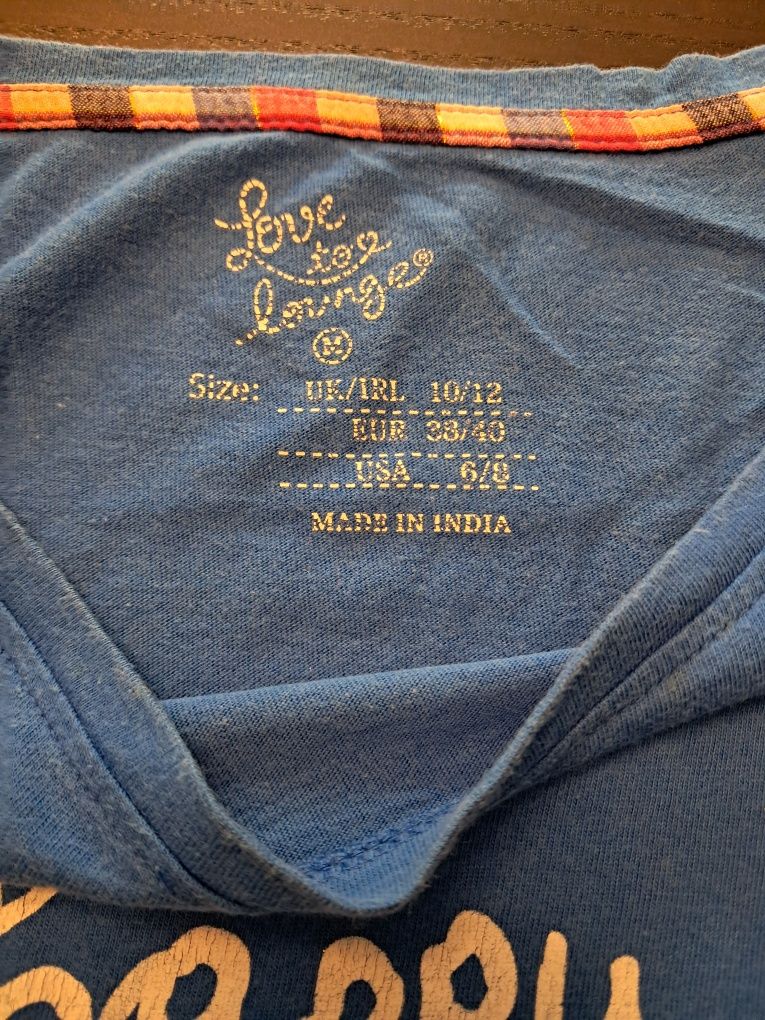 Love
to
lounge®
M
Size: UK/IRL 10/12
EUR 38/40
USA 6/8
MADE IN INDIA